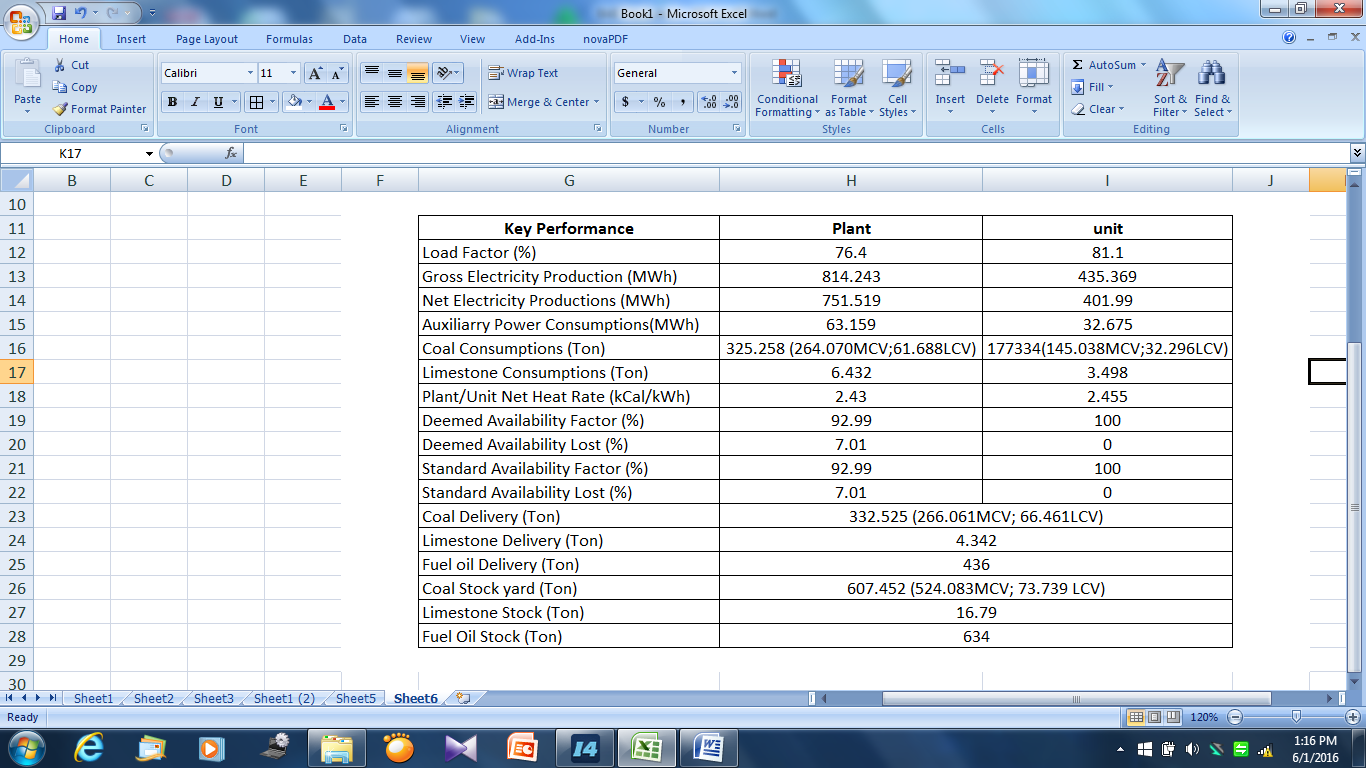 Book1 - Microsoft Excel
Home Insert Page Layout Formulas Data Review View Add-Ins novaPDF
Paste
Cut
Copy
Format Painter
Clipboard
Calibri 11
B I U
Font
Wrap Text
Merge & Center
Alignment
General
$ % ,
Number
Conditional Formatting
Format as Table
Cell Styles
Styles
Insert Delete Format
Cells
AutoSum
Fill
Clear
Sort & Filter
Find & Select
Editing
K17 fx
B C D E F G H I J
10
11 Key Performance Plant unit
12 Load Factor (%) 76.4 81.1
13 Gross Electricity Production (MWh) 814.243 435.369
14 Net Electricity Productions (MWh) 751.519 401.99
15 Auxiliarry Power Consumptions(MWh) 63.159 32.675
16 Coal Consumptions (Ton) 325.258 (264.070MCV;61.688LCV) 177334(145.038MCV;32.296LCV)
17 Limestone Consumptions (Ton) 6.432 3.498
18 Plant/Unit Net Heat Rate (kCal/kWh) 2.43 2.455
19 Deemed Availability Factor (%) 92.99 100
20 Deemed Availability Lost (%) 7.01 0
21 Standard Availability Factor (%) 92.99 100
22 Standard Availability Lost (%) 7.01 0
23 Coal Delivery (Ton) 332.525 (266.061MCV; 66.461LCV)
24 Limestone Delivery (Ton) 4.342
25 Fuel oil Delivery (Ton) 436
26 Coal Stock yard (Ton) 607.452 (524.083MCV; 73.739 LCV)
27 Limestone Stock (Ton) 16.79
28 Fuel Oil Stock (Ton) 634
29
30
Sheet1 Sheet2 Sheet3 Sheet1 (2) Sheet5 Sheet6
Ready 120%
1:16 PM
6/1/2016